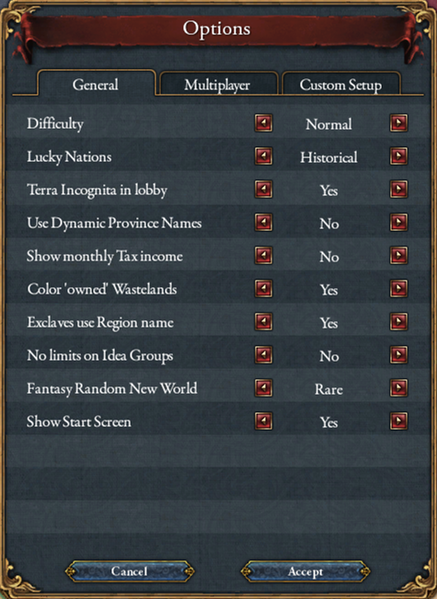 Options
General Multiplayer Custom Setup
Difficulty Normal
Lucky Nations Historical
Terra Incognita in lobby Yes
Use Dynamic Province Names No
Show monthly Tax income No
Color 'owned' Wastelands Yes
Exclaves use Region name Yes
No limits on Idea Groups No
Fantasy Random New World Rare
Show Start Screen Yes
Cancel Accept